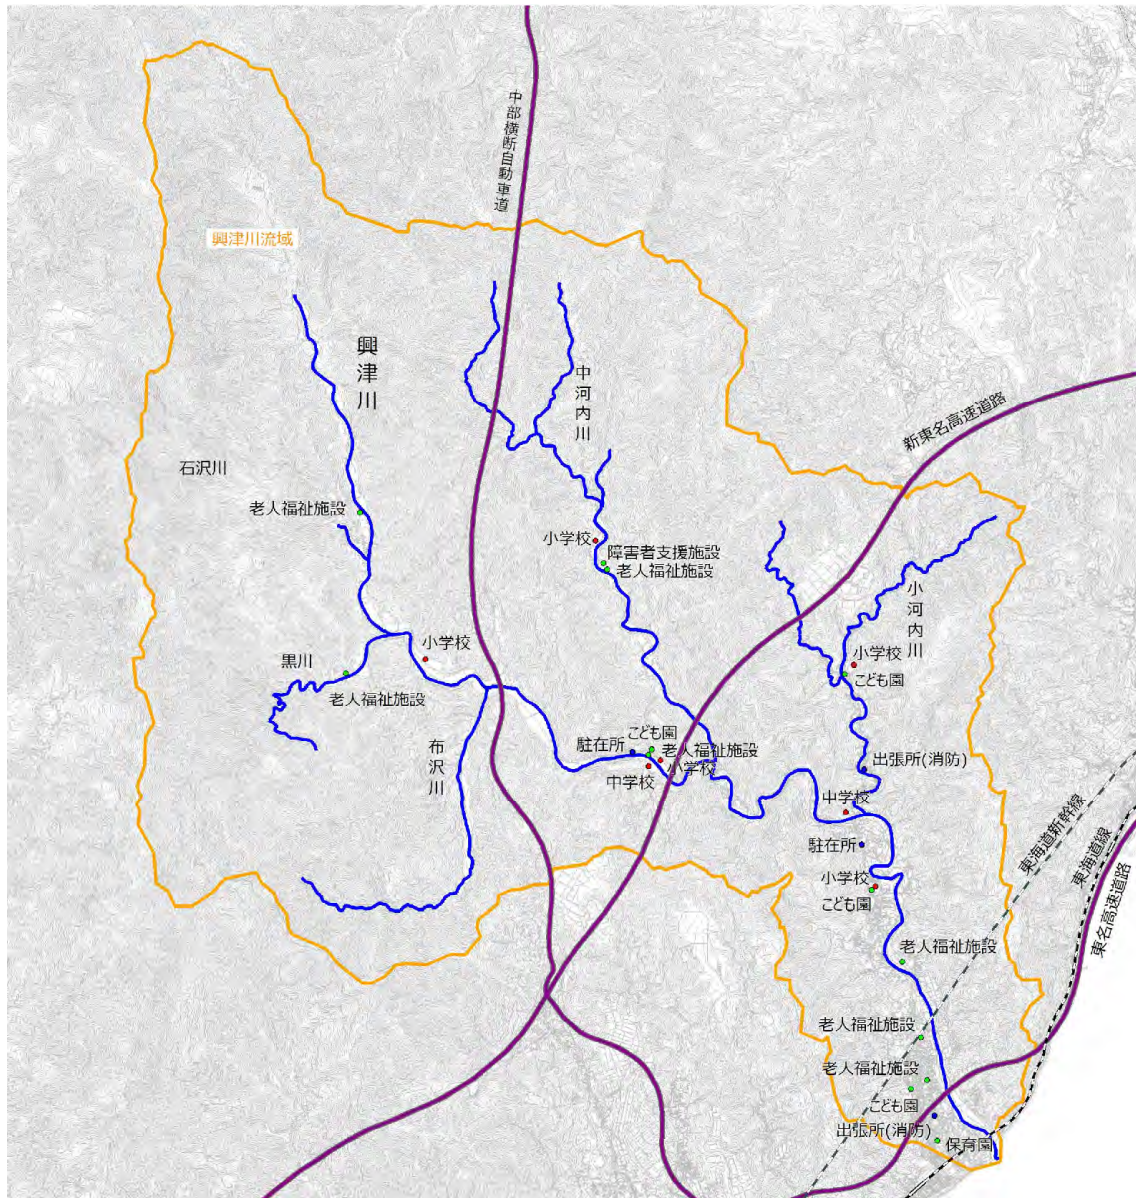 中部横断自動車道
興津川流域
興津川
中河内川
新東名高速道路
石沢川
老人福祉施設
小学校
障害者支援施設
老人福祉施設
小河内川
小学校
こども園
小学校
黒川
老人福祉施設
布沢川
こども園
駐在所
老人福祉施設
小学校
中学校
出張所(消防)
中学校
駐在所
小学校
こども園
東海道新幹線
東海道線
東名高速道路
老人福祉施設
老人福祉施設
老人福祉施設
こども園
出張所(消防)
保育園